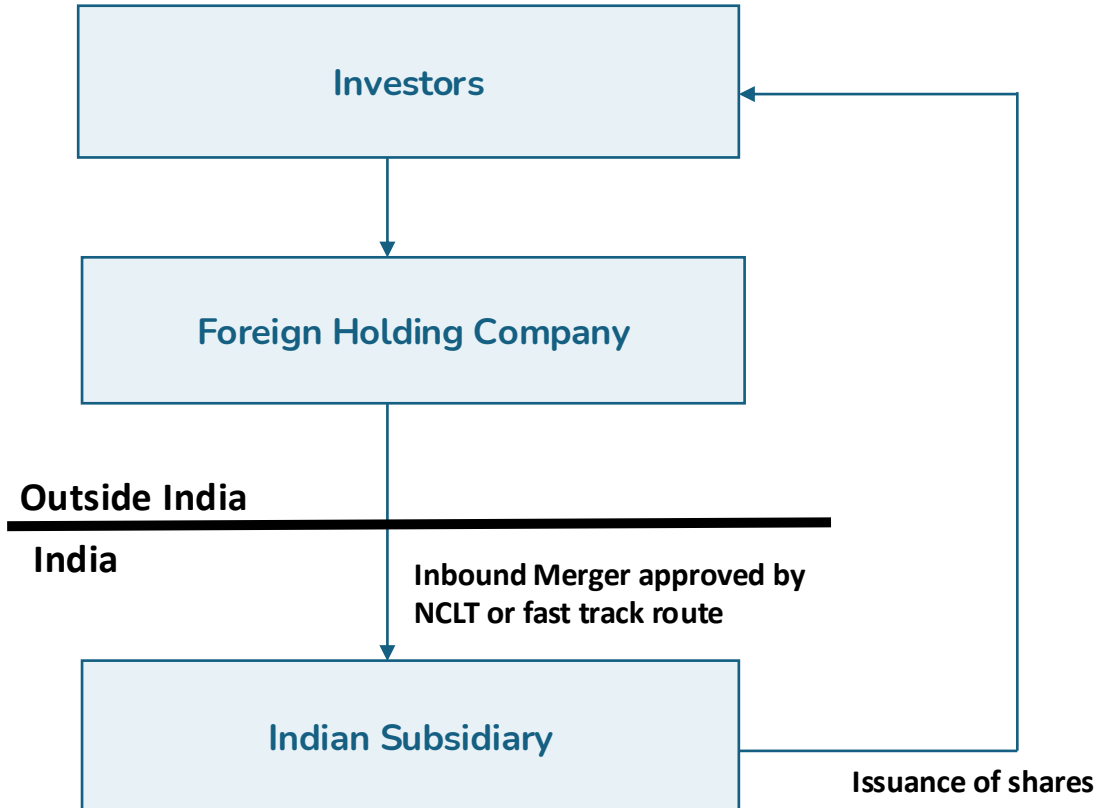 Investors
Foreign Holding Company
Outside India
India
Inbound Merger approved by
NCLT or fast track route
Indian Subsidiary
Issuance of shares